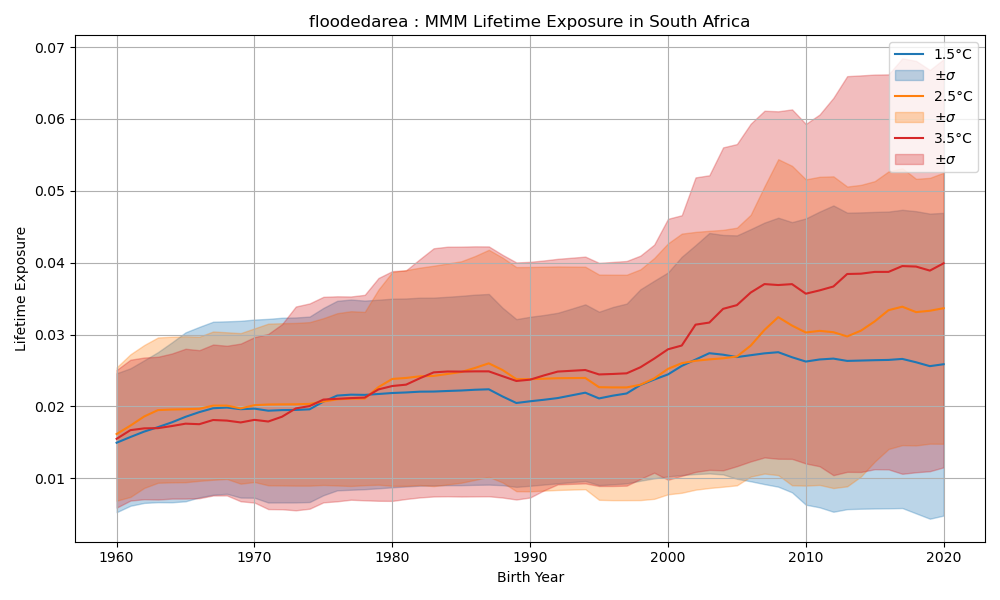 floodedarea : MMM Lifetime Exposure in South Africa
0.07
0.06
0.05
0.04
0.03
0.02
0.01
Lifetime Exposure
1960
1970
1980
1990
2000
2010
2020
Birth Year
1.5°C
±σ
2.5°C
±σ
3.5°C
±σ